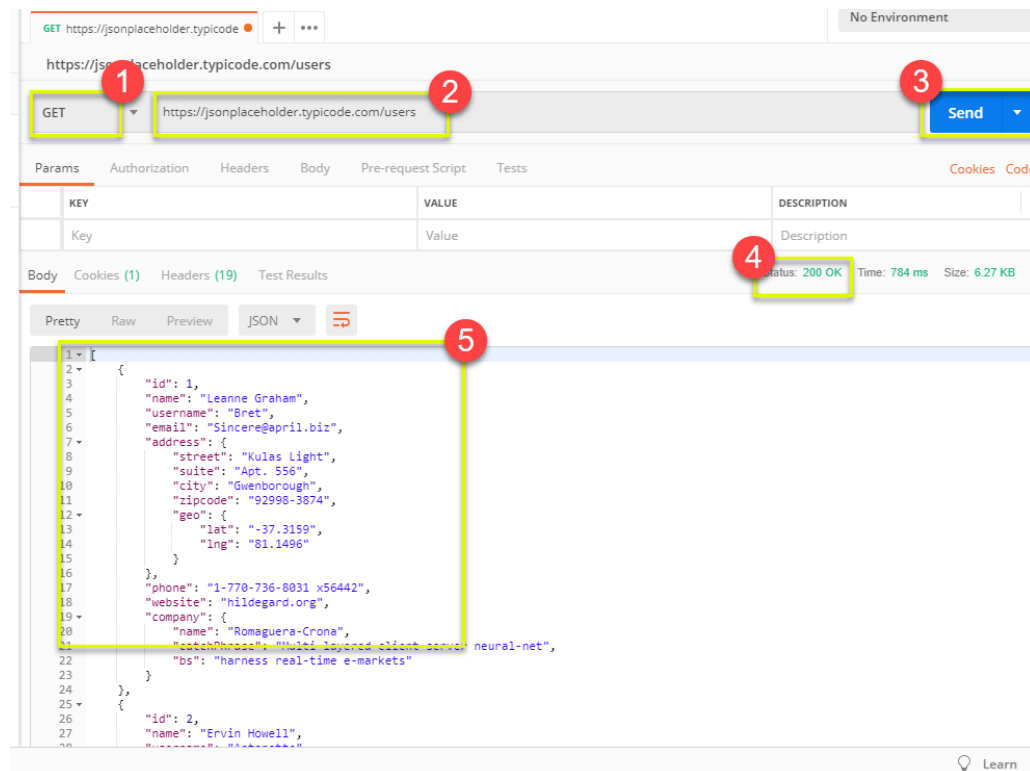 GET https://jsonplaceholder.typicode + ••• No Environment
https://jsonplaceholder.typicode.com/users
1 2 3
GET https://jsonplaceholder.typicode.com/users Send
Params Authorization Headers Body Pre-request Script Tests Cookies Code
KEY VALUE DESCRIPTION
Key Value Description
4
Body Cookies (1) Headers (19) Test Results Status: 200 OK Time: 784 ms Size: 6.27 KB
Pretty Raw Preview JSON
5
1 [
2 {
3 "id": 1,
4 "name": "Leanne Graham",
5 "username": "Bret",
6 "email": "Sincere@april.biz",
7 "address": {
8 "street": "Kulas Light",
9 "suite": "Apt. 556",
10 "city": "Gwenborough",
11 "zipcode": "92998-3874",
12 "geo": {
13 "lat": "-37.3159",
14 "lng": "81.1496"
15 }
16 },
17 "phone": "1-770-736-8031 x56442",
18 "website": "hildegard.org",
19 "company": {
20 "name": "Romaguera-Crona",
21 "catchPhrase": "Multi-layered client-server neural-net",
22 "bs": "harness real-time e-markets"
23 }
24 },
25 {
26 "id": 2,
27 "name": "Ervin Howell",
28 "username": "Antonette",
Learn